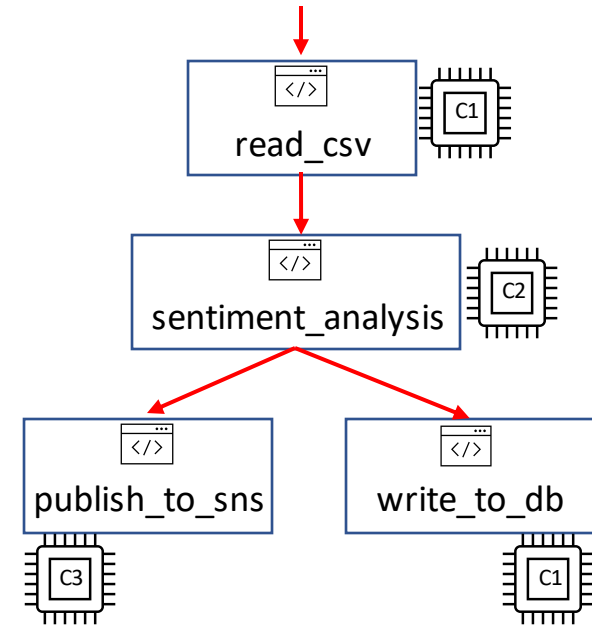 </>
C1
read_csv
</>
C2
sentiment_analysis
</>
</>
publish_to_sns
write_to_db
C3
C1